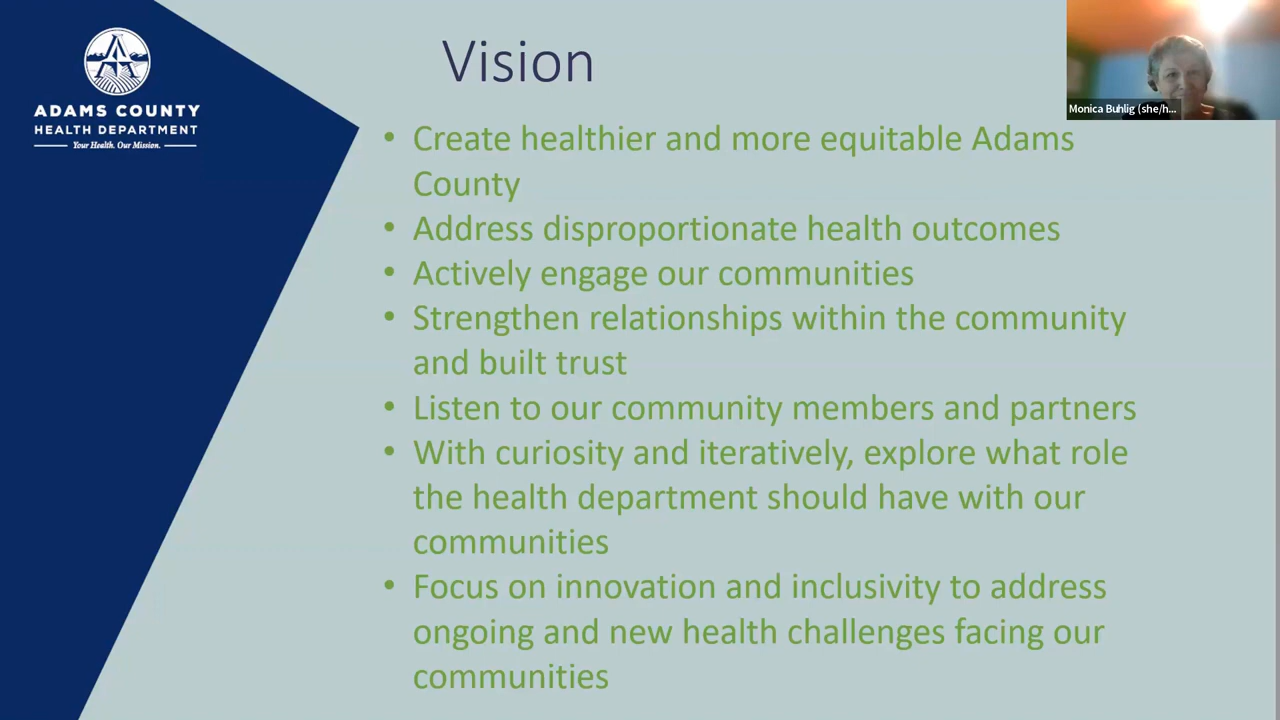 ADAMS COUNTY
HEALTH DEPARTMENT
Your Health. Our Mission.
Vision
Monica Buhlig (she/h...
• Create healthier and more equitable Adams
County
• Address disproportionate health outcomes
• Actively engage our communities
• Strengthen relationships within the community
and built trust
• Listen to our community members and partners
• With curiosity and iteratively, explore what role
the health department should have with our
communities
• Focus on innovation and inclusivity to address
ongoing and new health challenges facing our
communities